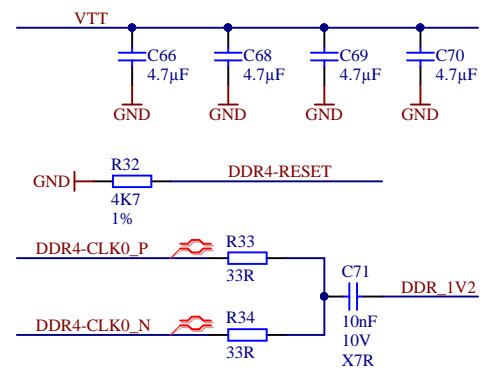 VTT
C66
4.7µF
GND
C68
4.7µF
GND
C69
4.7µF
GND
C70
4.7µF
GND
GND
R32
4K7
1%
DDR4-RESET
DDR4-CLK0_P
R33
33R
DDR4-CLK0_N
R34
33R
C71
10nF
10V
X7R
DDR_1V2